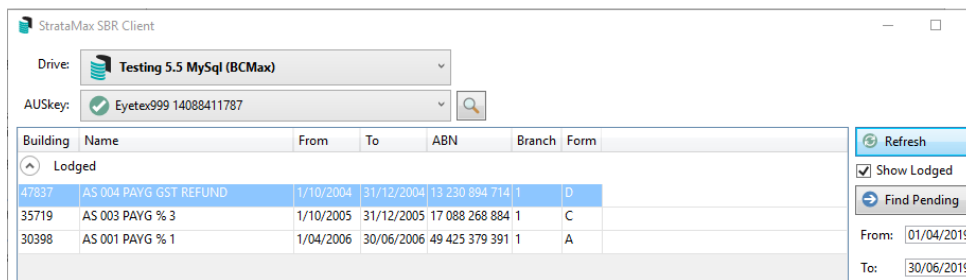 StrataMax SBR Client
Drive: Testing 5.5 MySql (BCMax)
AUSkey: Eyetex999 14088411787
Building Name From To ABN Branch Form
Lodged
47837 AS 004 PAYG GST REFUND 1/10/2004 31/12/2004 13 230 894 714 1 D
35719 AS 003 PAYG % 3 1/10/2005 31/12/2005 17 088 268 884 1 C
30398 AS 001 PAYG % 1 1/04/2006 30/06/2006 49 425 379 391 1 A
Refresh
Show Lodged
Find Pending
From: 01/04/2019
To: 30/06/2019